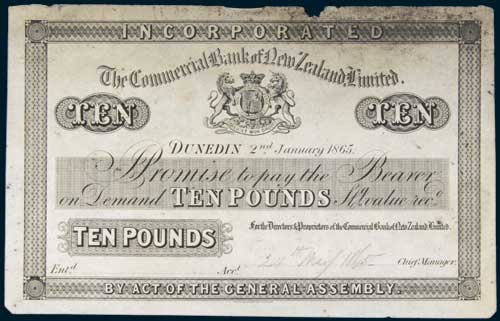 INCORPORATED
The Commercial Bank of New Zealand Limited.
TEN TEN
DUNEDIN 2nd January 1865.
Promise to pay the Bearer
on Demand TEN POUNDS value recd
For the Directors & Proprietors of the Commercial Bank of New Zealand Limited
TEN POUNDS
Entd Acct Chief Manager.
BY ACT OF THE GENERAL ASSEMBLY.